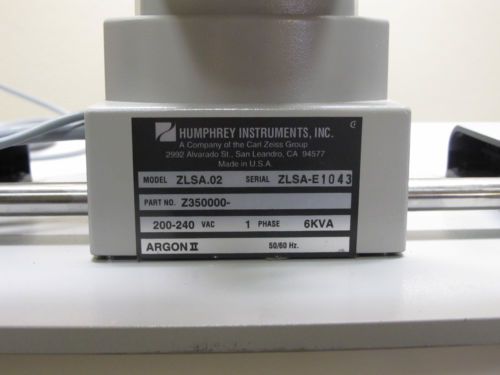 HUMPHREY INSTRUMENTS, INC.
A Company of the Carl Zeiss Group
2992 Alvarado St., San Leandro, CA 94577
Made in U.S.A.
MODEL ZLSA.02 SERIAL ZLSA-E1043
PART NO. Z350000-
200-240 VAC 1 PHASE 6KVA
ARGON II 50/60 Hz.